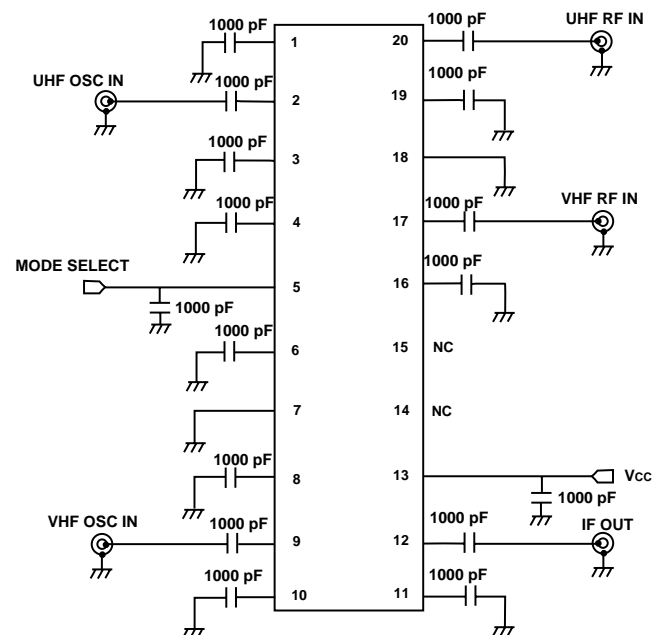 1000 pF
1
20
1000 pF
UHF RF IN
UHF OSC IN
1000 pF
2
19
1000 pF
1000 pF
3
18
1000 pF
4
17
1000 pF
VHF RF IN
MODE SELECT
1000 pF
5
16
1000 pF
1000 pF
6
15
NC
7
14
NC
1000 pF
8
13
VCC
1000 pF
VHF OSC IN
1000 pF
9
12
1000 pF
IF OUT
1000 pF
10
11
1000 pF